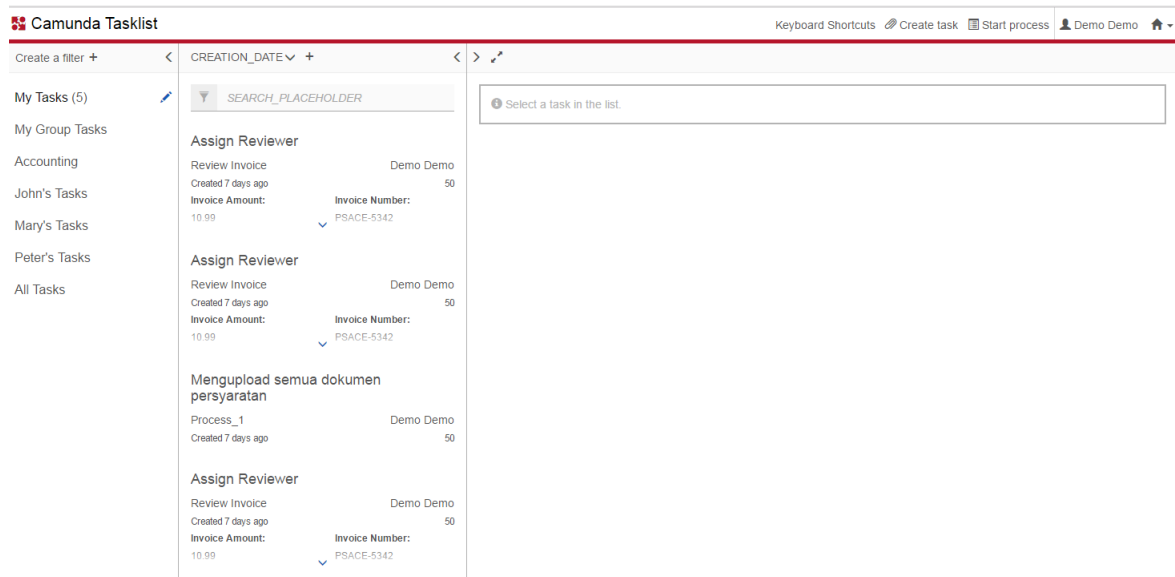 Camunda Tasklist
Keyboard Shortcuts Create task Start process Demo Demo
Create a filter +
CREATION_DATE +
My Tasks (5)
My Group Tasks
Accounting
John's Tasks
Mary's Tasks
Peter's Tasks
All Tasks
SEARCH_PLACEHOLDER
Assign Reviewer
Review Invoice Demo Demo
Created 7 days ago 50
Invoice Amount: Invoice Number:
10.99 PSACE-5342
Assign Reviewer
Review Invoice Demo Demo
Created 7 days ago 50
Invoice Amount: Invoice Number:
10.99 PSACE-5342
Mengupload semua dokumen
persyaratan
Process_1 Demo Demo
Created 7 days ago 50
Assign Reviewer
Review Invoice Demo Demo
Created 7 days ago 50
Invoice Amount: Invoice Number:
10.99 PSACE-5342
Select a task in the list.